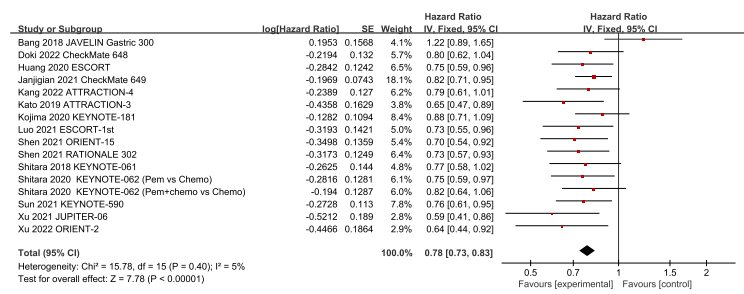 Hazard Ratio Hazard Ratio
Study or Subgroup log[Hazard Ratio] SE Weight IV. Fixed, 95% CI IV. Fixed, 95% CI
Bang 2018 JAVELIN Gastric 300 0.1953 0.1568 4.1% 1.22 [0.89, 1.65]
Doki 2022 CheckMate 648 -0.2194 0.132 5.8% 0.80 [0.62, 1.04]
Huang 2020 ESCORT -0.2842 0.1242 6.5% 0.75 [0.59, 0.96]
Janjigian 2021 CheckMate 649 -0.1969 0.0743 18.1% 0.82 [0.71, 0.95]
Kang 2022 ATTRACTION-4 -0.2389 0.127 6.2% 0.79 [0.61, 1.01]
Kato 2019 ATTRACTION-3 -0.4358 0.1629 3.8% 0.65 [0.47, 0.89]
Kojima 2020 KEYNOTE-181 -0.1282 0.1094 8.4% 0.88 [0.71, 1.09]
Luo 2021 ESCORT-1st -0.3193 0.1421 5.0% 0.73 [0.55, 0.96]
Shen 2021 ORIENT-15 -0.3498 0.1359 5.4% 0.70 [0.54, 0.92]
Shen 2021 RATIONALE 302 -0.3173 0.1249 6.4% 0.73 [0.57, 0.93]
Shitara 2018 KEYNOTE-061 -0.2625 0.144 4.8% 0.77 [0.58, 1.02]
Shitara 2020 KEYNOTE-062 (Pem vs Chemo) -0.2816 0.1281 6.1% 0.75 [0.59, 0.97]
Shitara 2020 KEYNOTE-062 (Pem+chemo vs Chemo) -0.194 0.1287 6.0% 0.82 [0.64, 1.06]
Sun 2021 KEYNOTE-590 -0.2728 0.113 7.8% 0.76 [0.61, 0.95]
Xu 2021 JUPITER-06 -0.5212 0.189 2.8% 0.59 [0.41, 0.86]
Xu 2022 ORIENT-2 -0.4466 0.1864 2.9% 0.64 [0.44, 0.92]
Total (95% CI) 100.0% 0.78 [0.73, 0.83]
Heterogeneity: Chi² = 15.78, df = 15 (P = 0.40); I² = 5%
Test for overall effect: Z = 7.78 (P < 0.00001)
0.5 0.7 1 1.5 2
Favours [experimental] Favours [control]